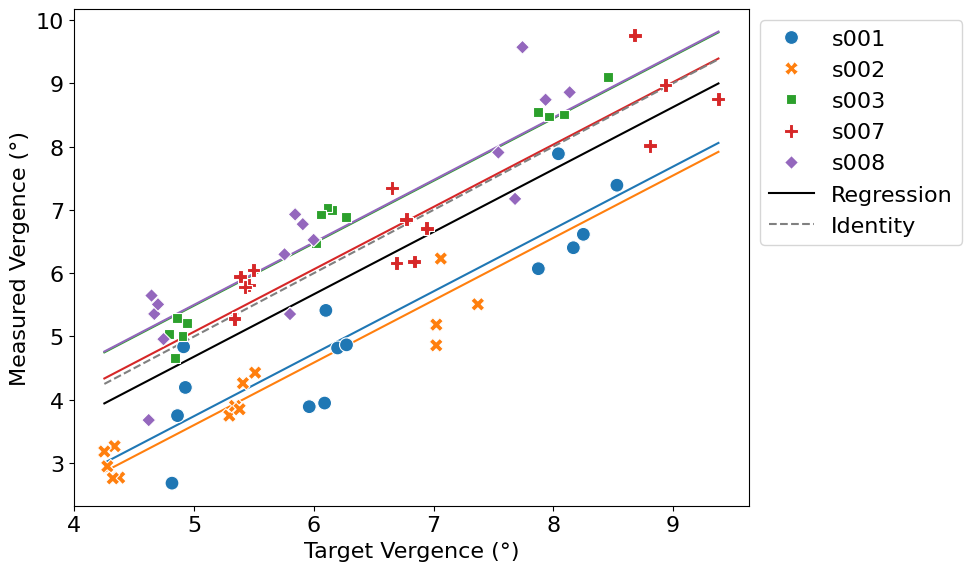 10
9
8
7
6
5
4
3
4 5 6 7 8 9
Measured Vergence (°)
Target Vergence (°)
s001
s002
s003
s007
s008
Regression
Identity